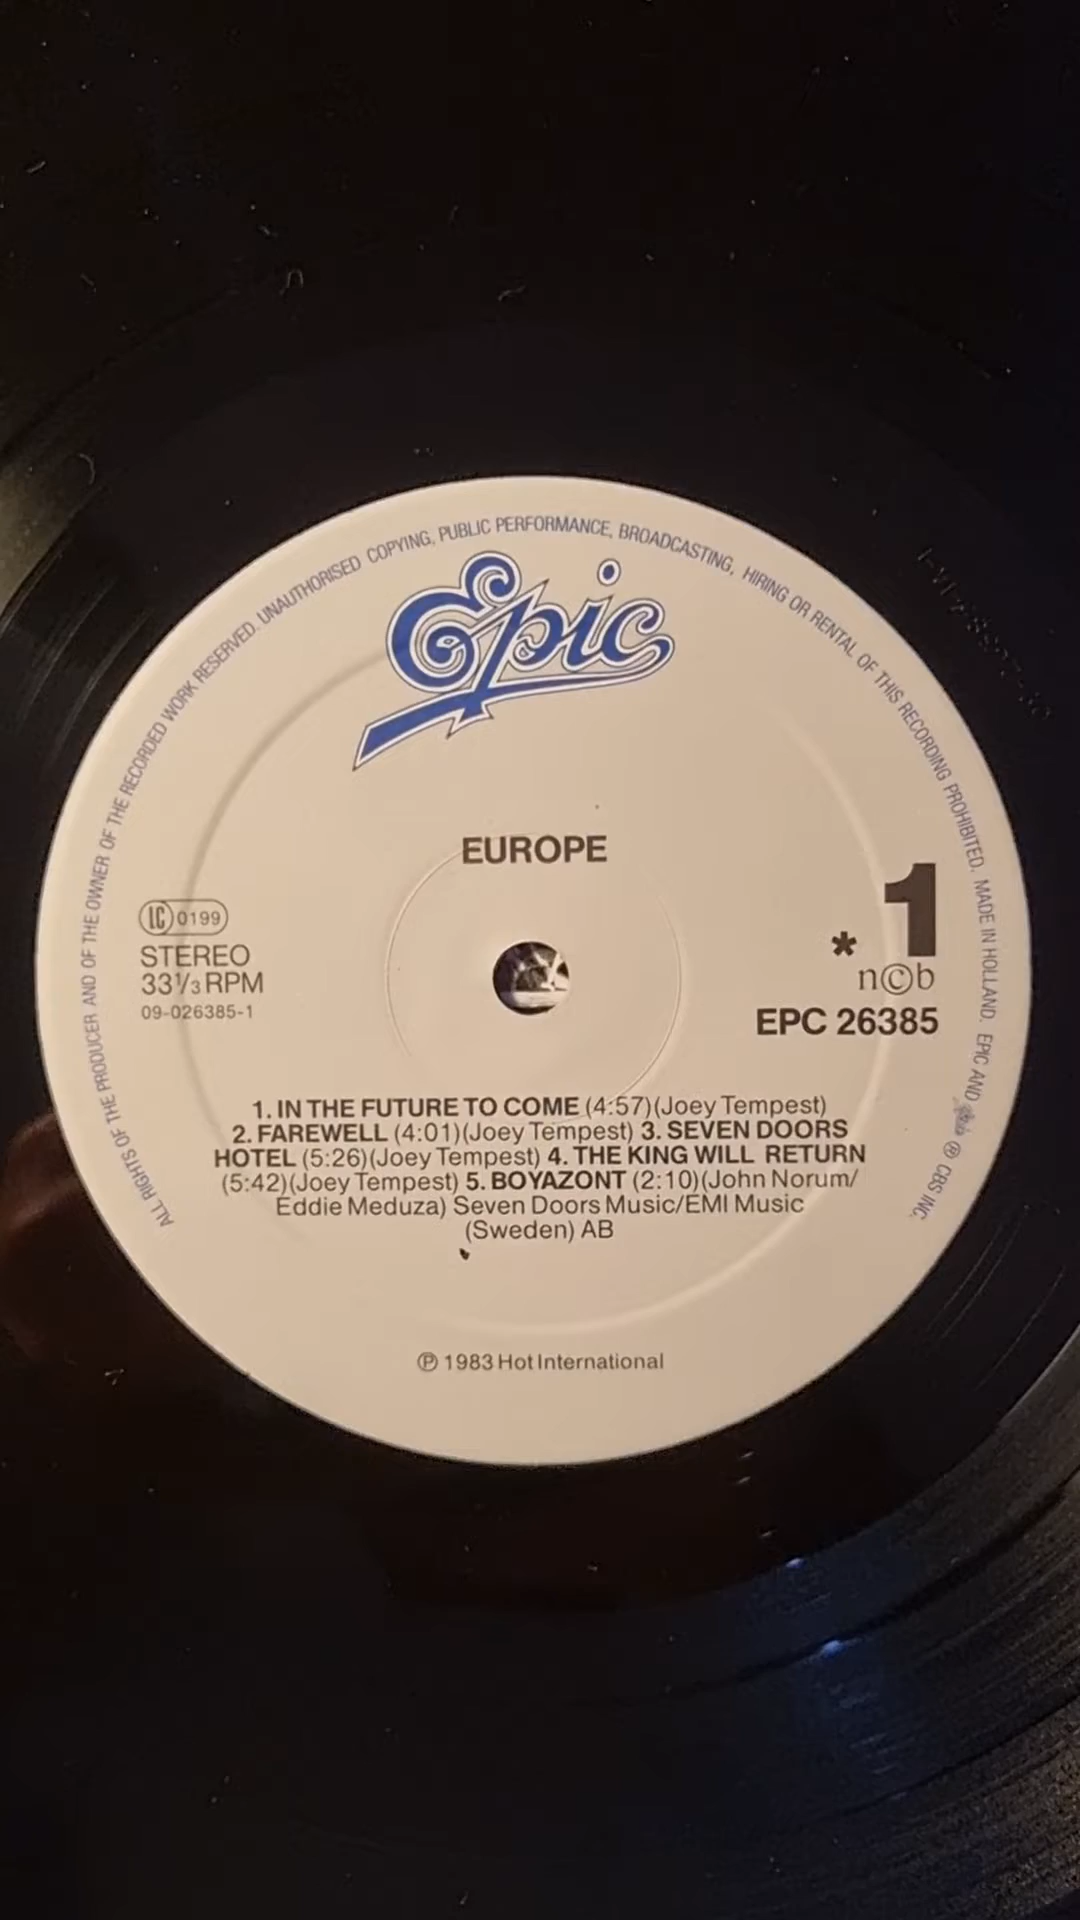 ALL RIGHTS OF THE PRODUCER AND OF THE OWNER OF THE RECORDED WORK RESERVED. UNAUTHORISED COPYING, PUBLIC PERFORMANCE, BROADCASTING, HIRING OR RENTAL OF THIS RECORDING PROHIBITED. MADE IN HOLLAND. EPIC AND ℗ CBS INC.
Epic
EUROPE
LC 0199
STEREO
33⅓ RPM
09-026385-1
1
*
n©b
EPC 26385
1. IN THE FUTURE TO COME (4:57)(Joey Tempest)
2. FAREWELL (4:01)(Joey Tempest) 3. SEVEN DOORS
HOTEL (5:26)(Joey Tempest) 4. THE KING WILL RETURN
(5:42)(Joey Tempest) 5. BOYAZONT (2:10)(John Norum/
Eddie Meduza) Seven Doors Music/EMI Music
(Sweden) AB
℗ 1983 Hot International